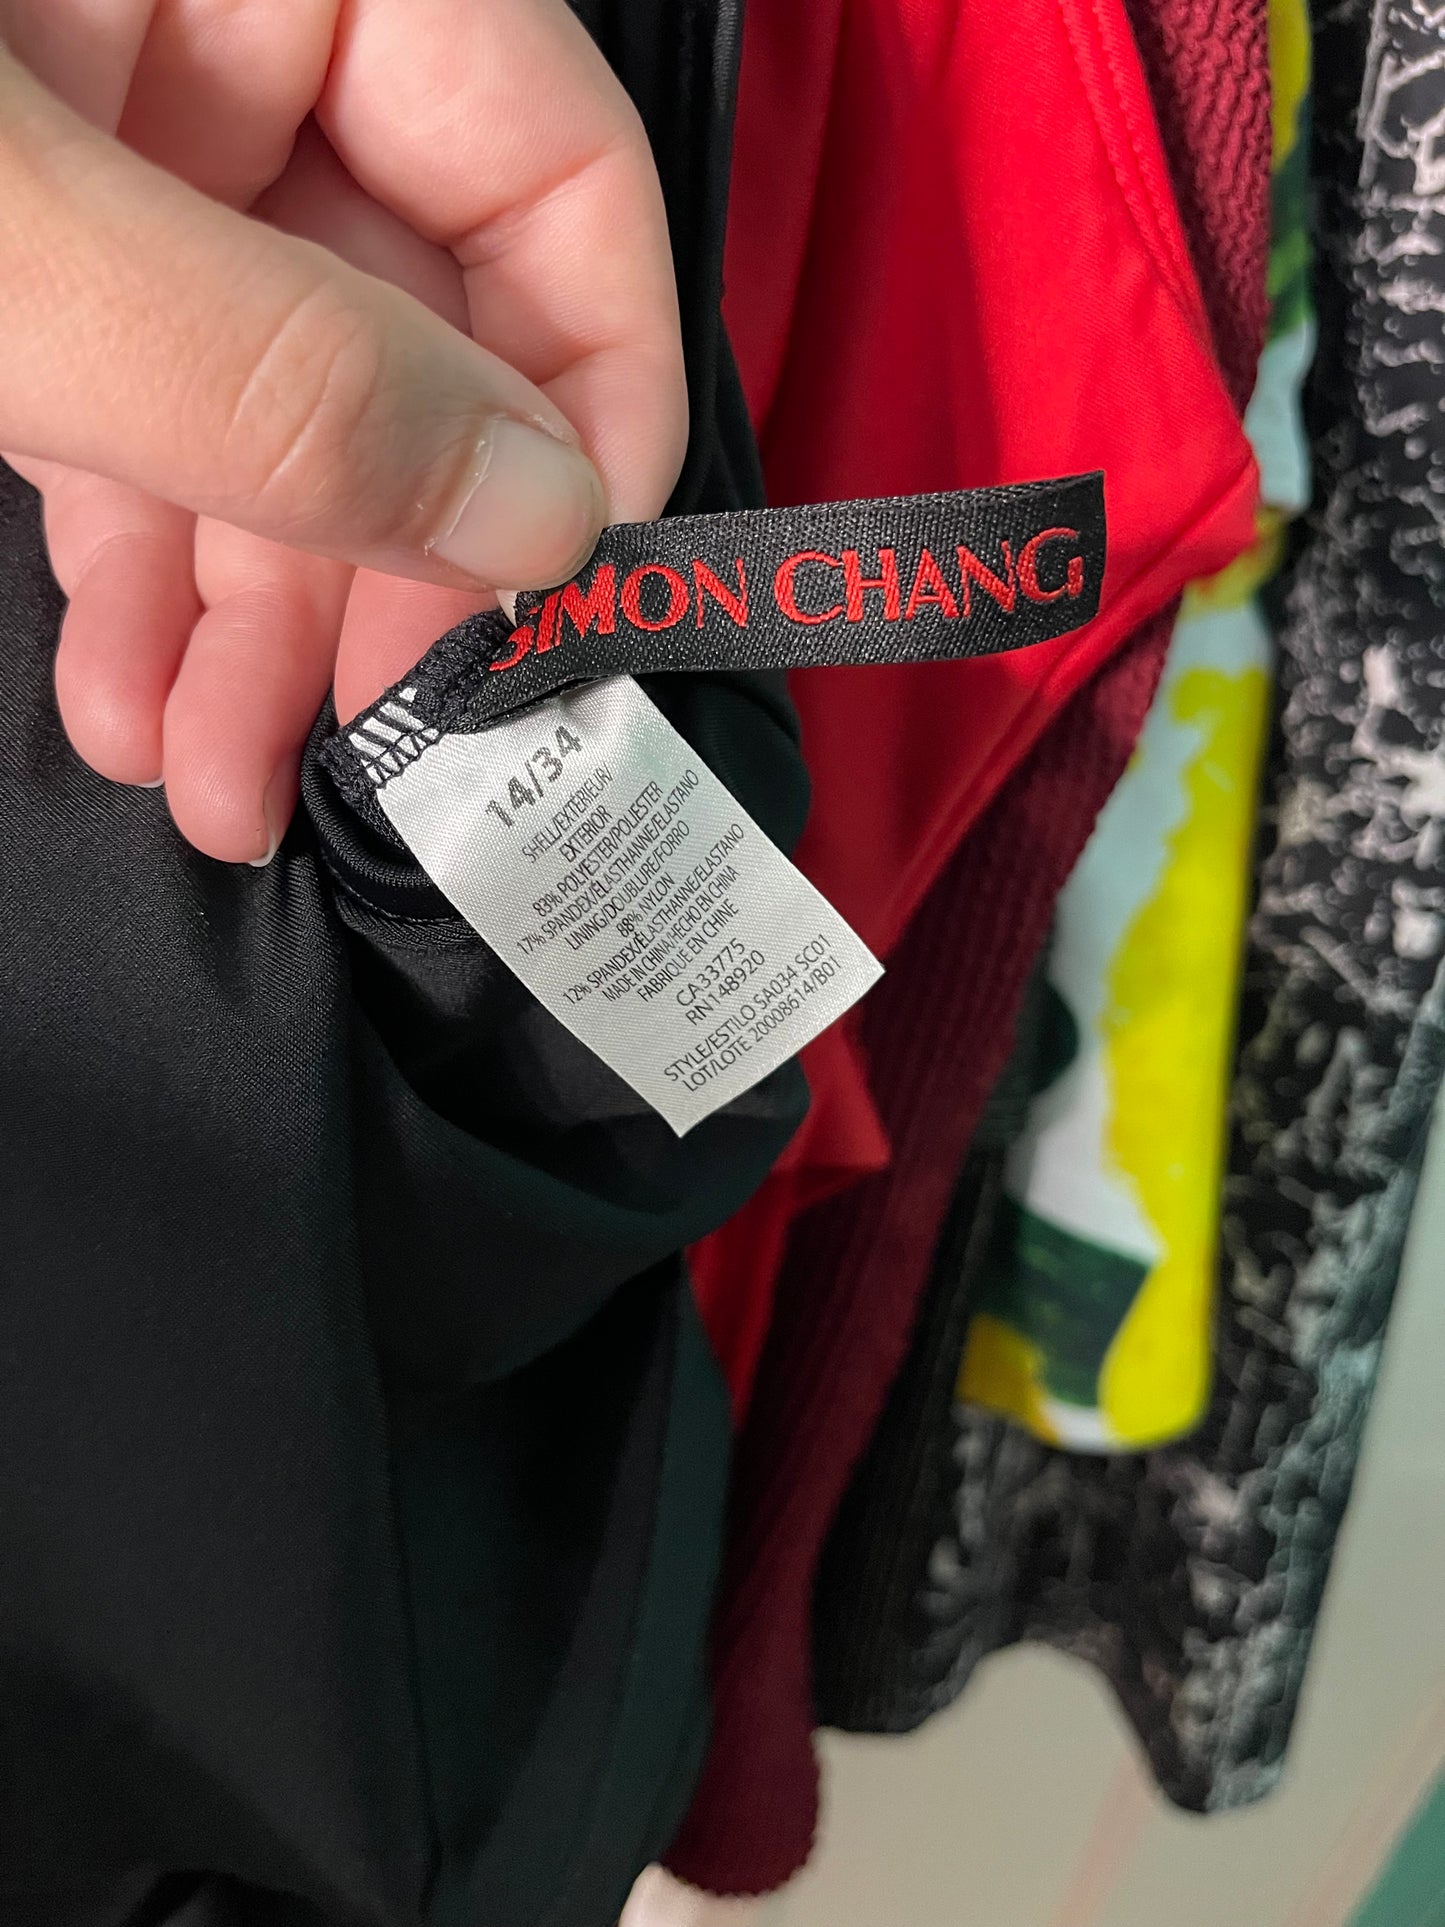 SIMON CHANG
14/34
SHELL/EXTERIEUR/
EXTERIOR
83% POLYESTER/POLIESTER
17% SPANDEX/ÉLASTHANNE/ELASTANO
LINING/DOUBLURE/FORRO
88% NYLON
12% SPANDEX/ÉLASTHANNE/ELASTANO
MADE IN CHINA/HECHO EN CHINA
FABRIQUE EN CHINE
CA33775
RN148920
STYLE/ESTILO SA034 SC01
LOT/LOTE 20008614/B01